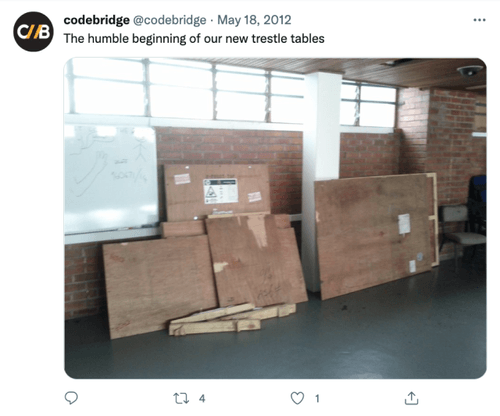 C//B
codebridge @codebridge · May 18, 2012
The humble beginning of our new trestle tables
4
1